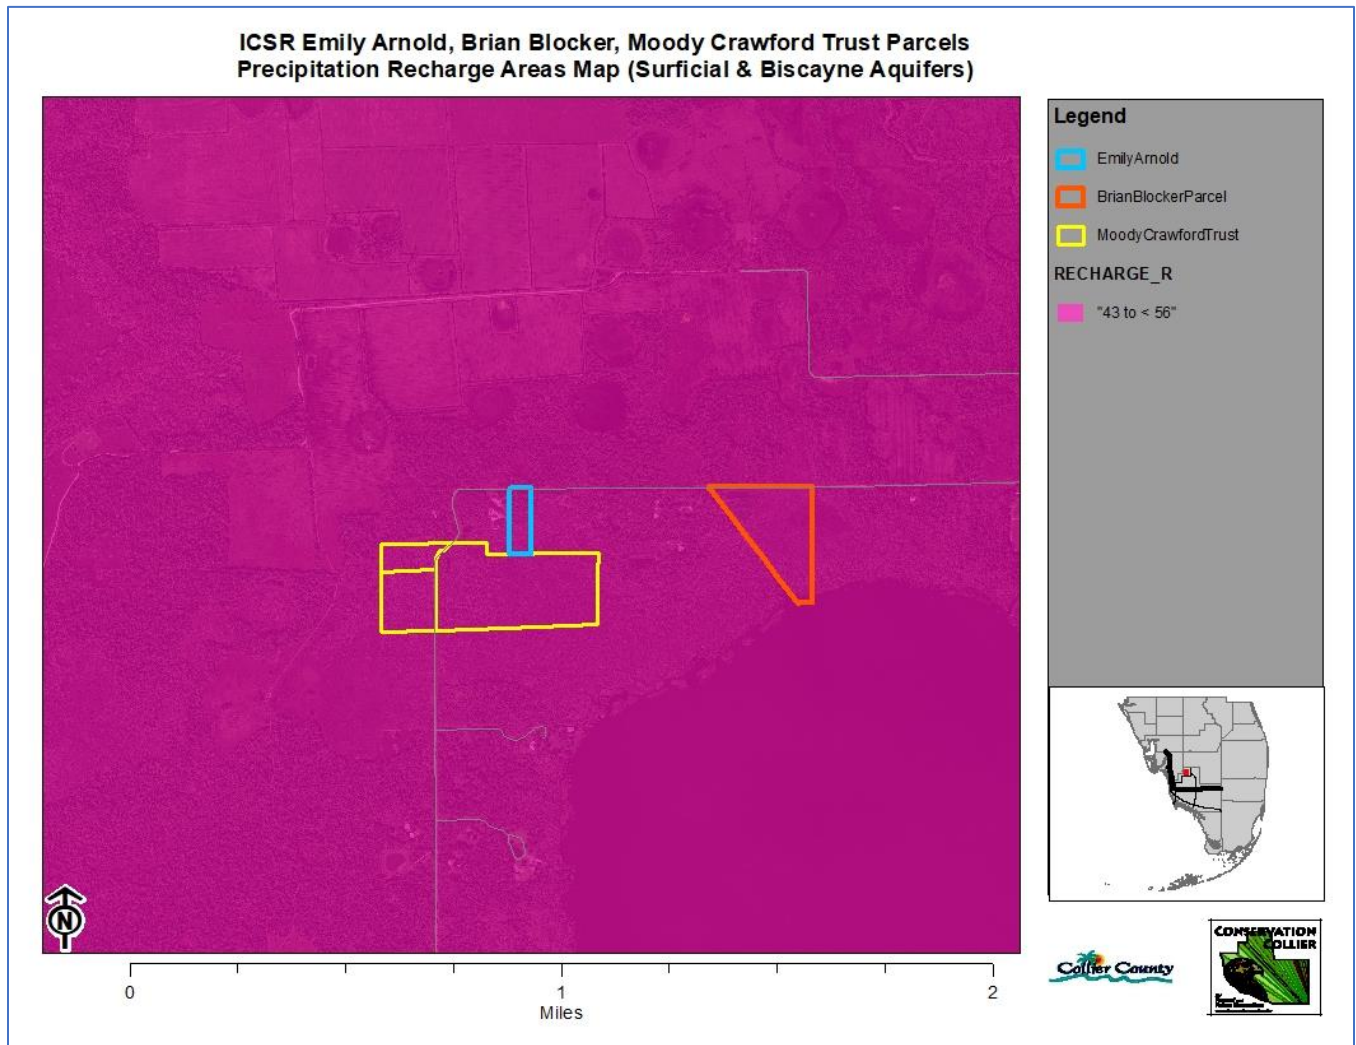 ICSR Emily Arnold, Brian Blocker, Moody Crawford Trust Parcels
Precipitation Recharge Areas Map (Surficial & Biscayne Aquifers)
Legend
EmilyArnold
BrianBlockerParcel
MoodyCrawfordTrust
RECHARGE_R
"43 to < 56"
N
0 1 2
Miles
Collier County
CONSERVATION
COLLIER